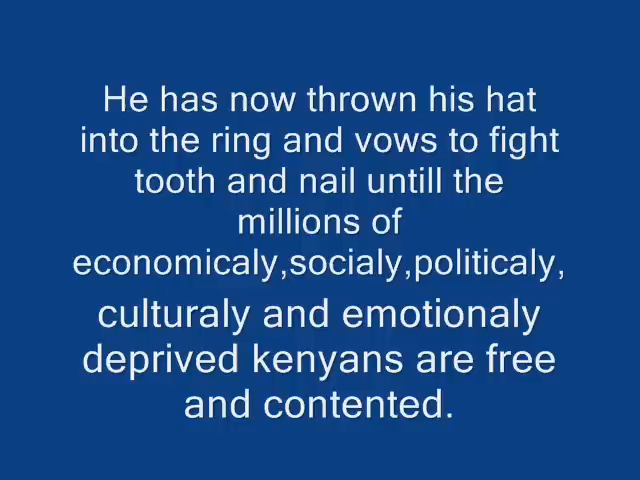 He has now thrown his hat
into the ring and vows to fight
tooth and nail untill the
millions of
economicaly,socialy,politicaly,
culturaly and emotionaly
deprived kenyans are free
and contented.